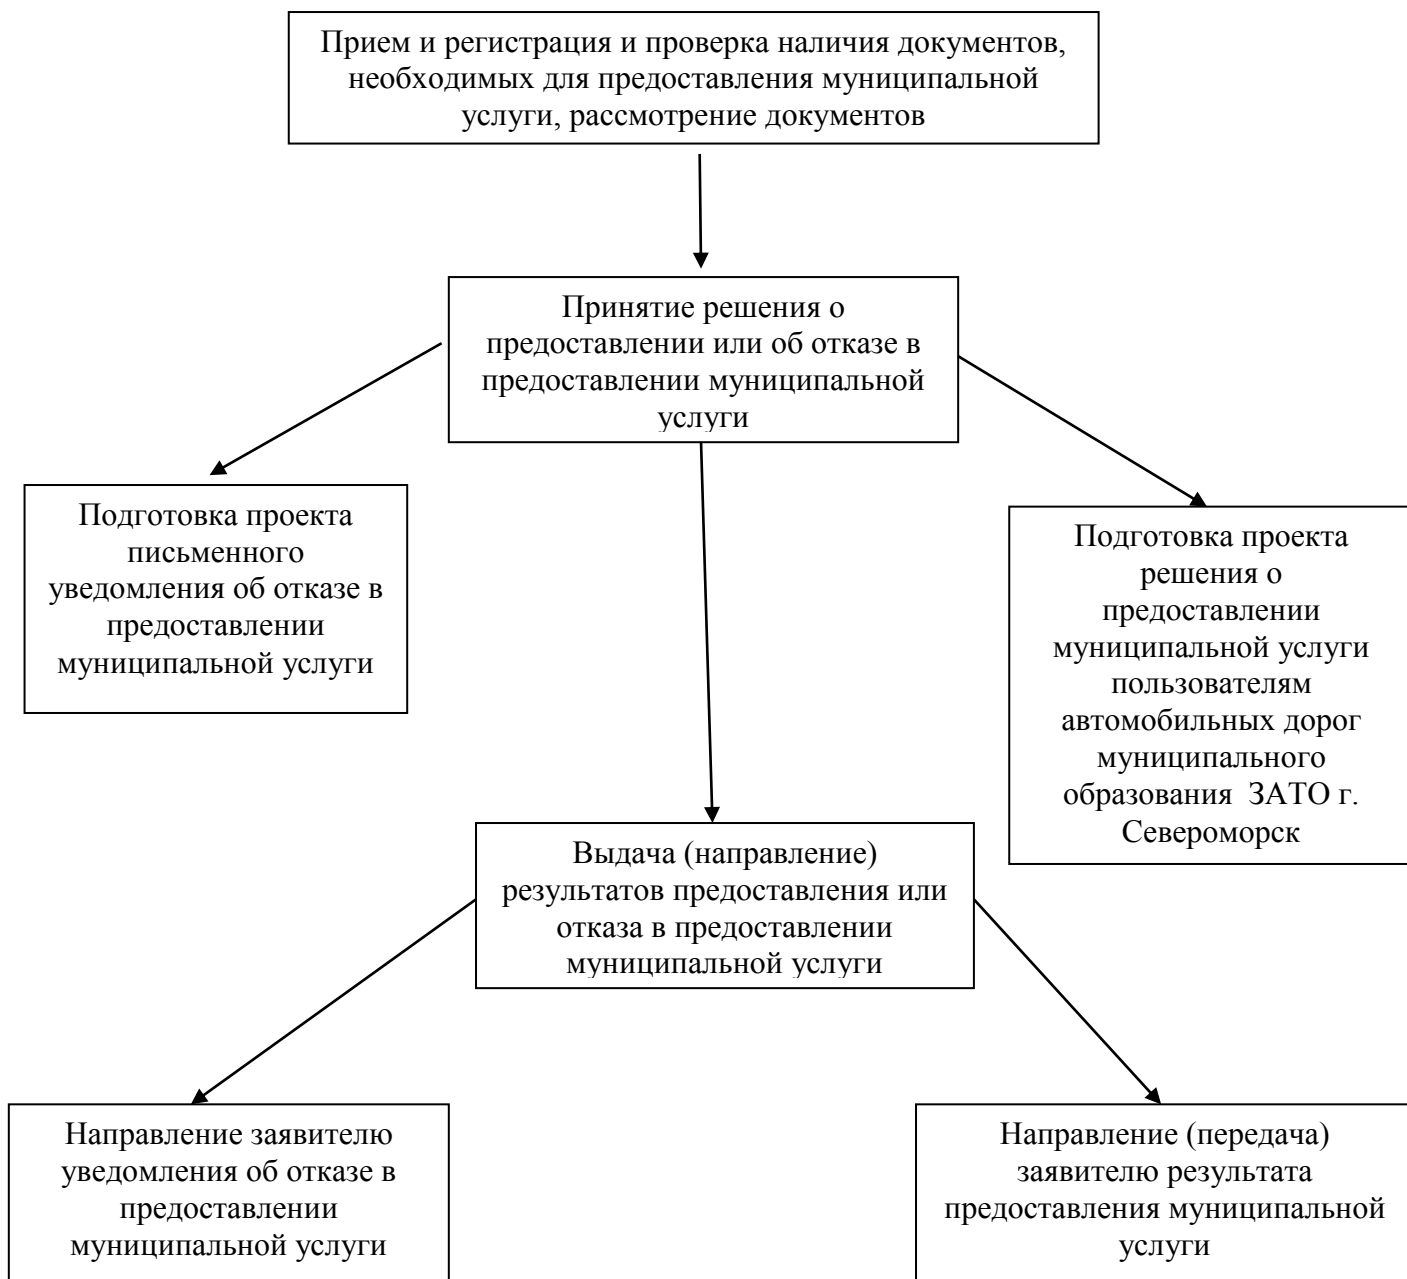 Прием и регистрация и проверка наличия документов,
необходимых для предоставления муниципальной
услуги, рассмотрение документов
Принятие решения о
предоставлении или об отказе в
предоставлении муниципальной
услуги
Подготовка проекта
письменного
уведомления об отказе в
предоставлении
муниципальной услуги
Подготовка проекта
решения о
предоставлении
муниципальной услуги
пользователям
автомобильных дорог
муниципального
образования  ЗАТО г.
Североморск
Выдача (направление)
результатов предоставления или
отказа в предоставлении
муниципальной услуги
Направление заявителю
уведомления об отказе в
предоставлении
муниципальной услуги
Направление (передача)
заявителю результата
предоставления муниципальной
услуги